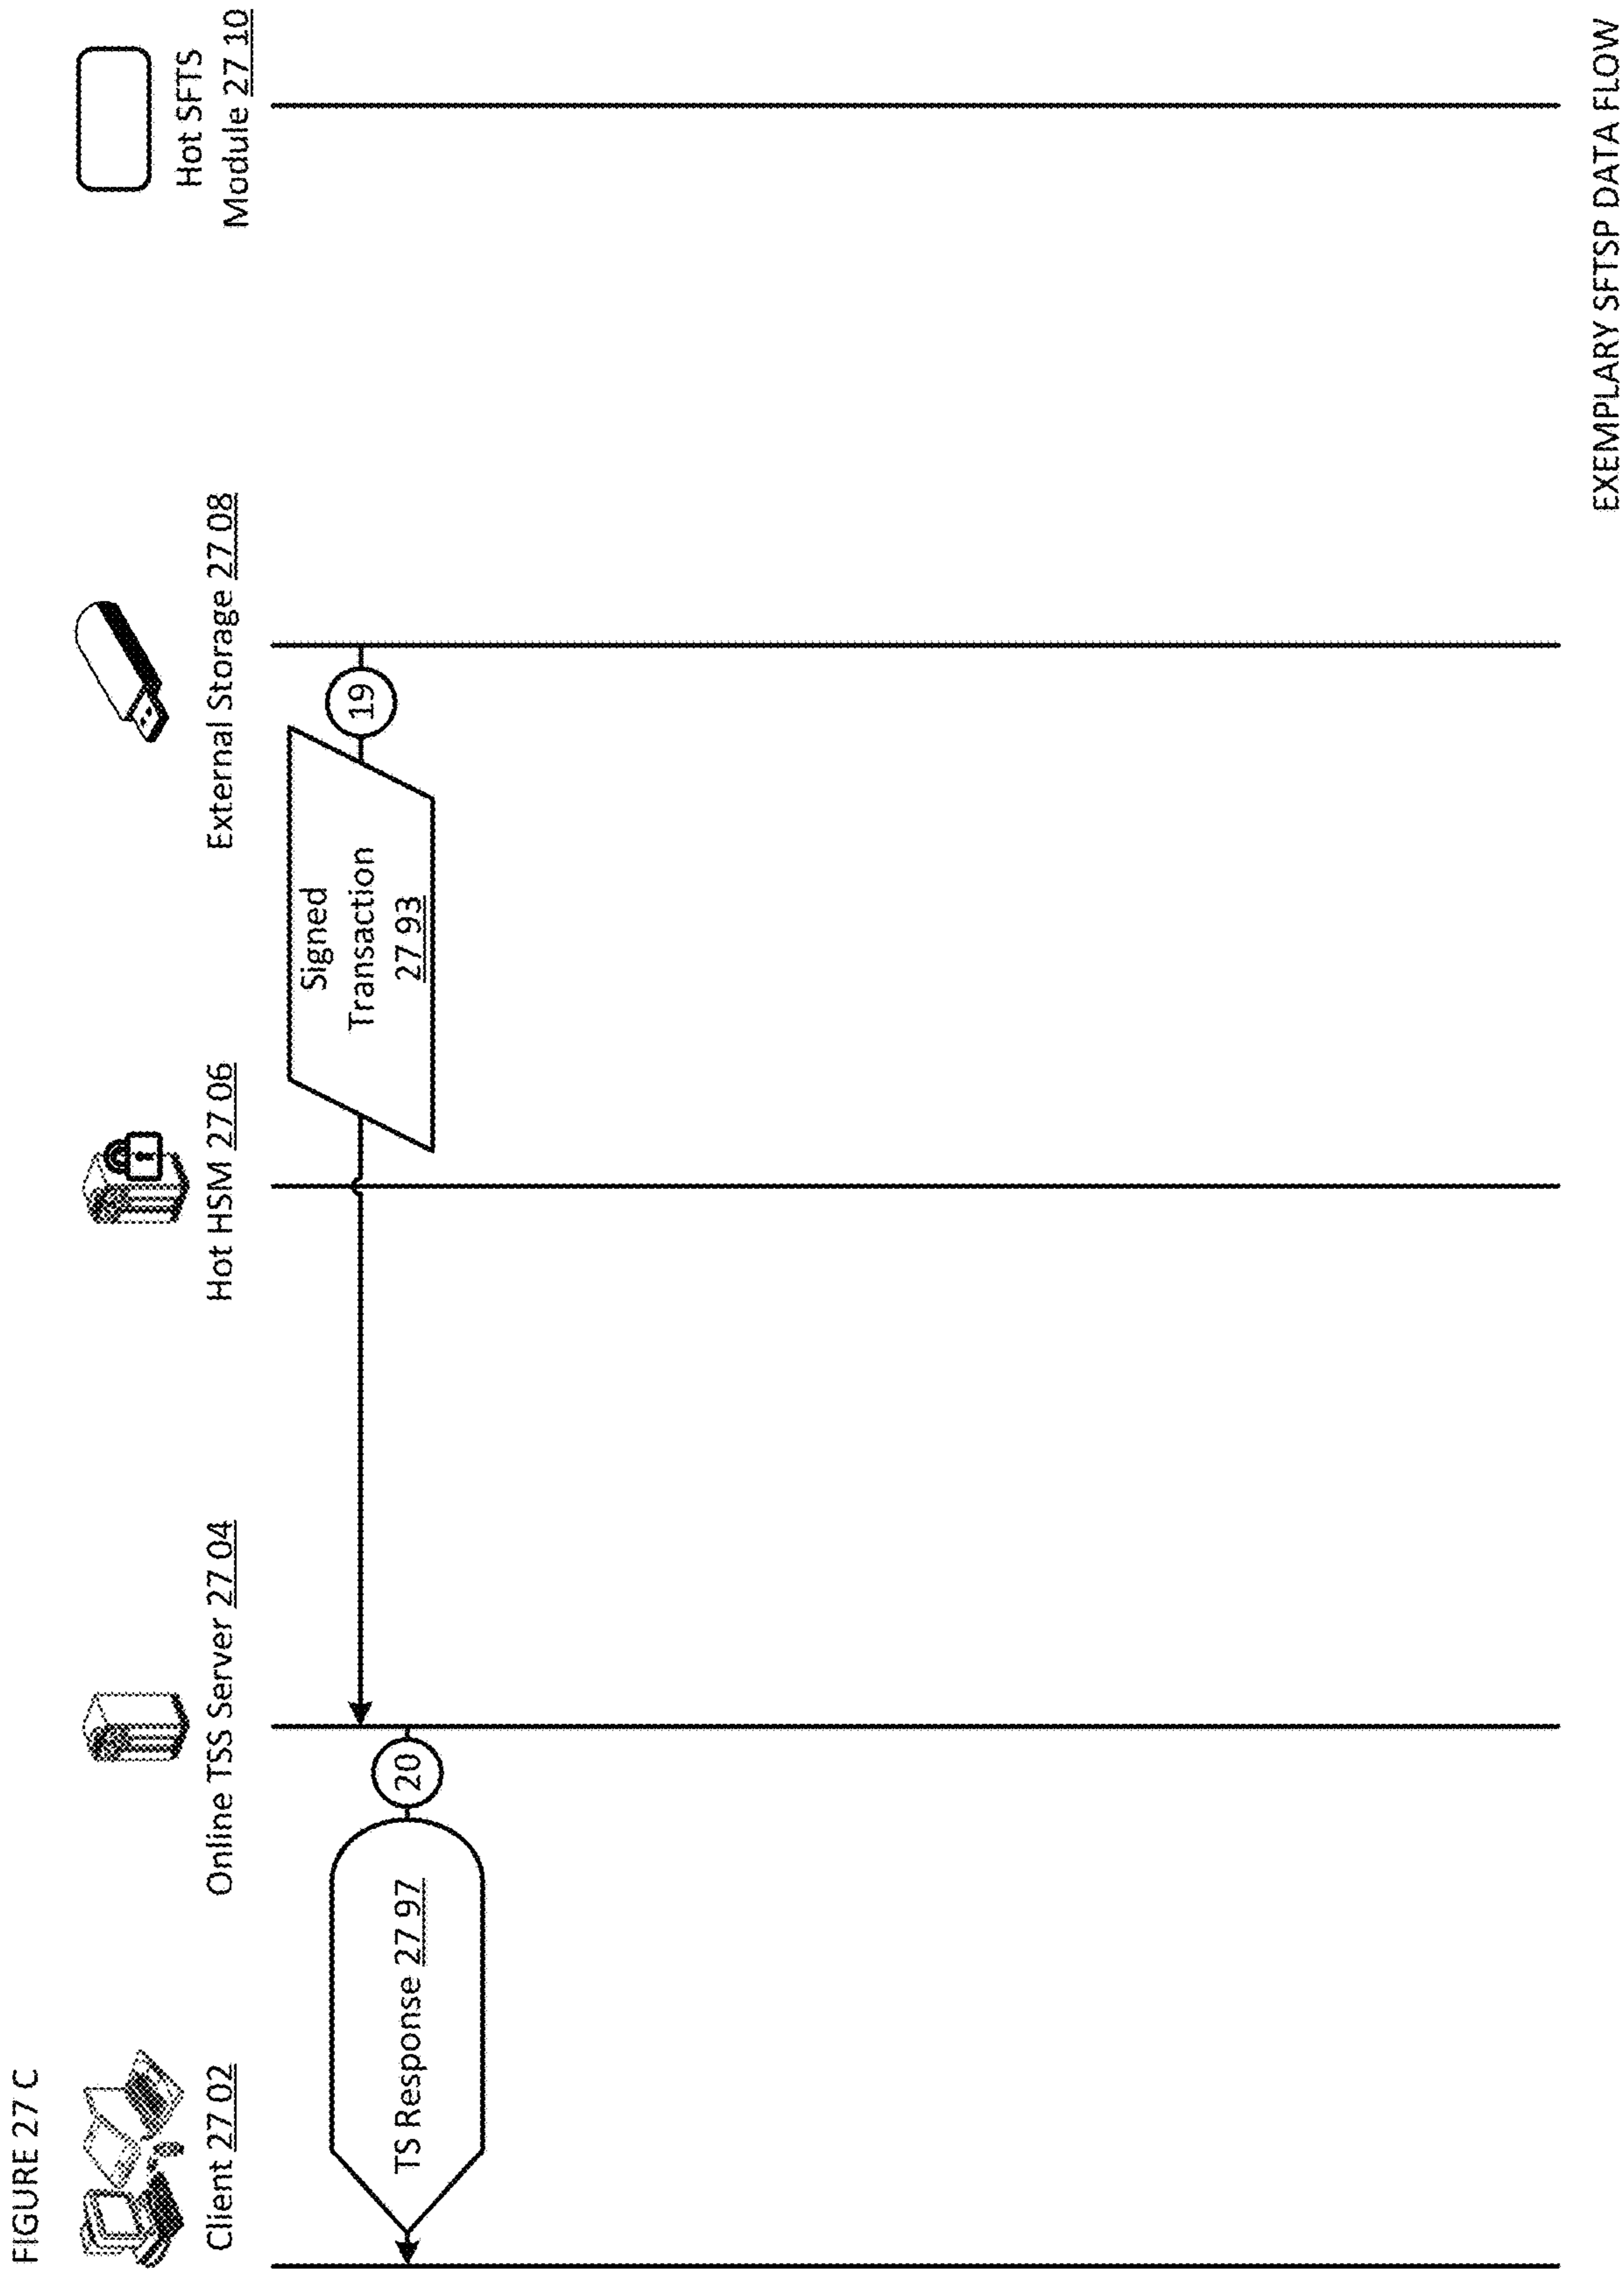 FIGURE 27 C
Client 27 02
Online TSS Server 27 04
Hot HSM 27 06
External Storage 27 08
Hot SFTS
Module 27 10
Signed
Transaction
27 93
19
20
TS Response 27 97
EXEMPLARY SFTSP DATA FLOW